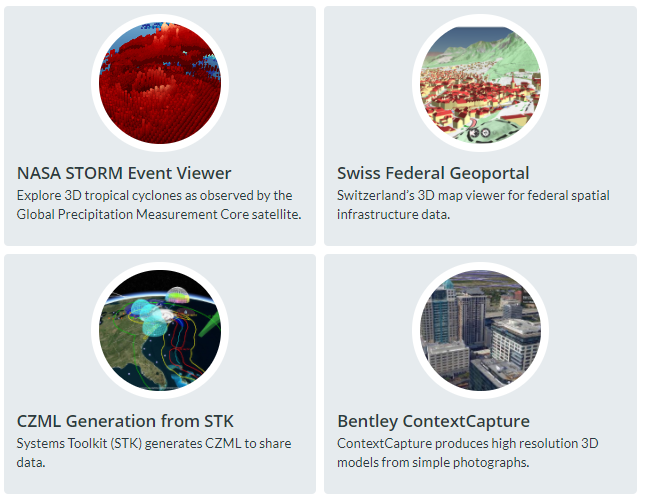 NASA STORM Event Viewer
Explore 3D tropical cyclones as observed by the
Global Precipitation Measurement Core satellite.
Swiss Federal Geoportal
Switzerland’s 3D map viewer for federal spatial
infrastructure data.
CZML Generation from STK
Systems Toolkit (STK) generates CZML to share
data.
Bentley ContextCapture
ContextCapture produces high resolution 3D
models from simple photographs.